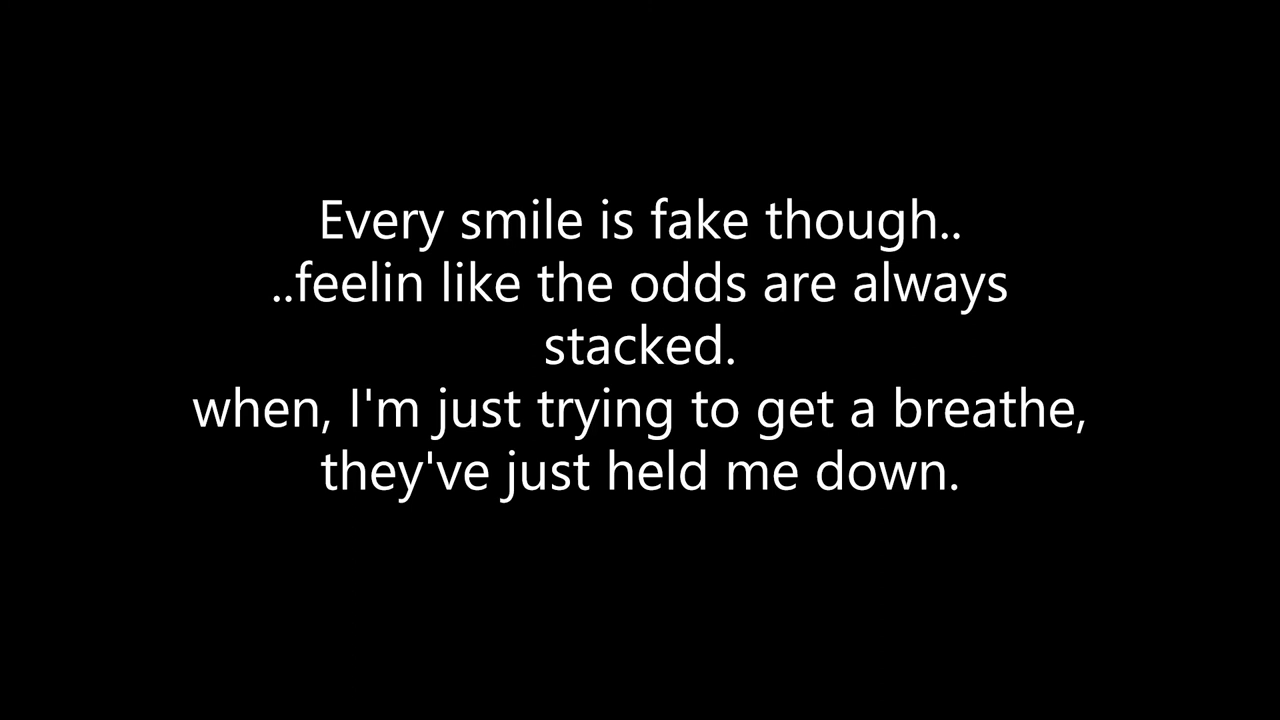 Every smile is fake though..
..feelin like the odds are always
stacked.
when, I'm just trying to get a breathe,
they've just held me down.